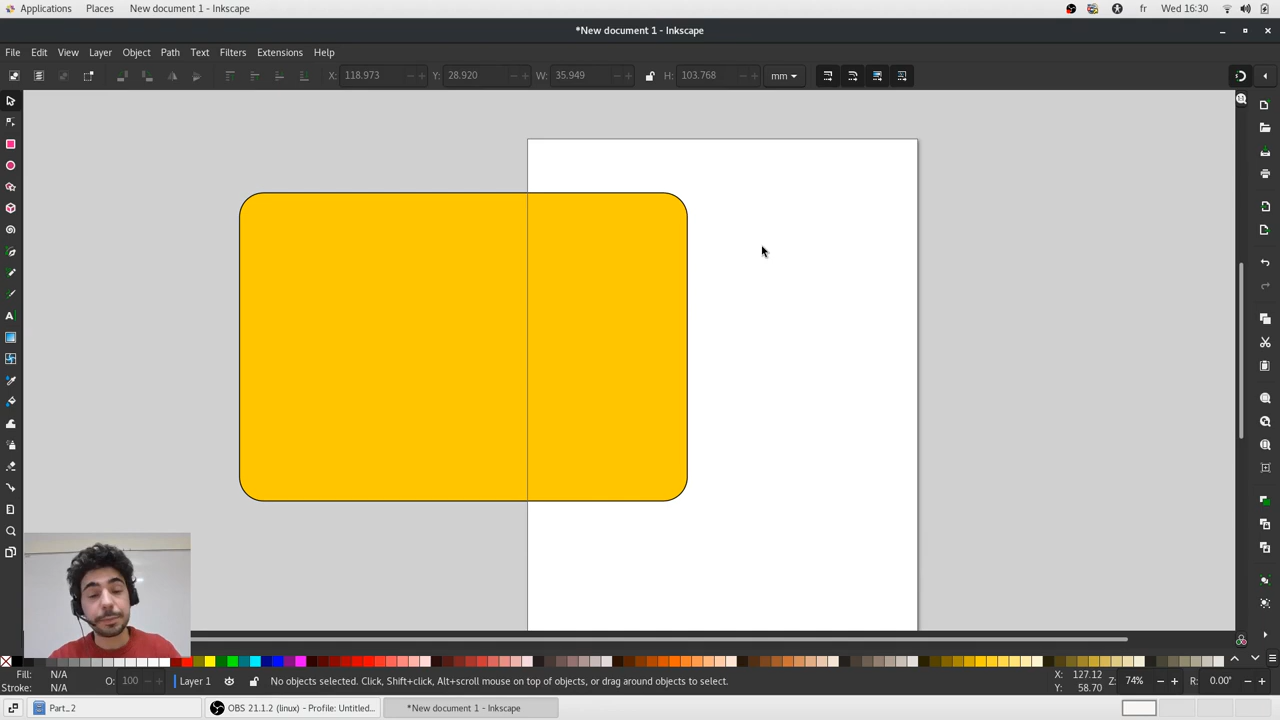 Applications Places New document 1 - Inkscape fr Wed 16:30
*New document 1 - Inkscape
File Edit View Layer Object Path Text Filters Extensions Help
X: 118.973 - + Y: 28.920 - + W: 35.949 - + H: 103.768 - + mm
Fill: N/A O: 100 - + Layer 1 No objects selected. Click, Shift+click, Alt+scroll mouse on top of objects, or drag around objects to select. X: 127.12 Z: 74% - + R: 0.00° - +
Stroke: N/A Y: 58.70
Part_2 OBS 21.1.2 (linux) - Profile: Untitled... *New document 1 - Inkscape